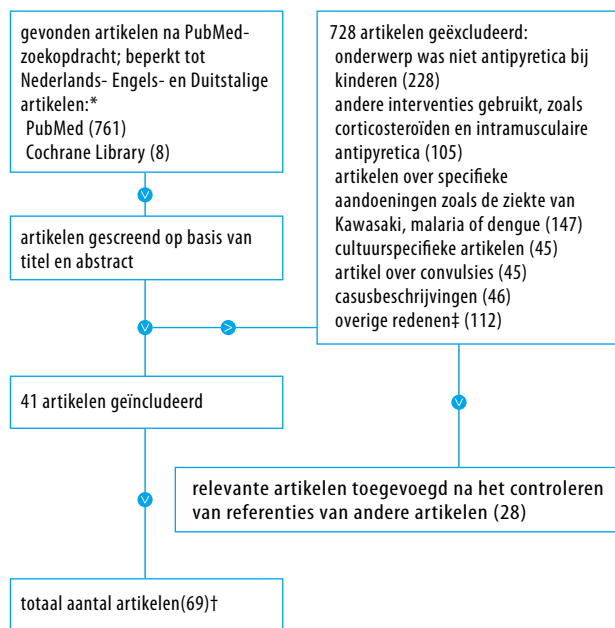 gevonden artikelen na PubMed-
zoekopdracht; beperkt tot
Nederlands- Engels- en Duitstalige
artikelen:*
PubMed (761)
Cochrane Library (8)
artikelen gescreend op basis van
titel en abstract
728 artikelen geëxcludeerd:
onderwerp was niet antipyretica bij
kinderen (228)
andere interventies gebruikt, zoals
corticosteroïden en intramusculaire
antipyretica (105)
artikelen over specifieke
aandoeningen zoals de ziekte van
Kawasaki, malaria of dengue (147)
cultuurspecifieke artikelen (45)
artikel over convulsies (45)
casusbeschrijvingen (46)
overige redenen‡ (112)
41 artikelen geïncludeerd
relevante artikelen toegevoegd na het controleren
van referenties van andere artikelen (28)
totaal aantal artikelen(69)†